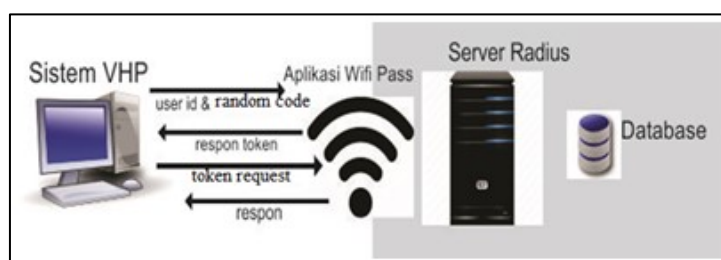 Sistem VHP
Aplikasi Wifi Pass
Server Radius
user id & random code
respon token
token request
respon
Database